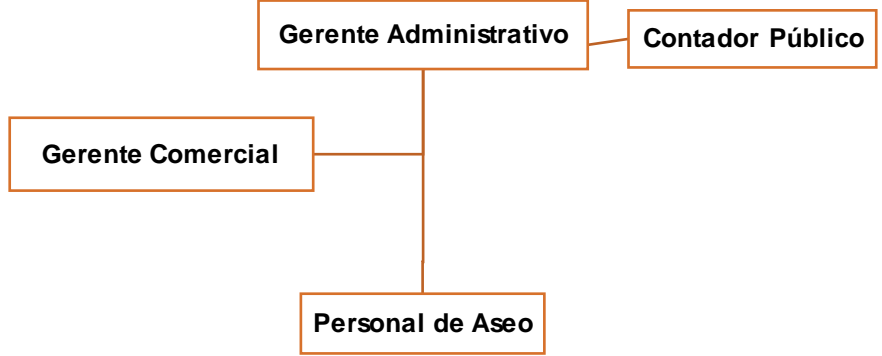 Gerente Administrativo
Contador Público
Gerente Comercial
Personal de Aseo